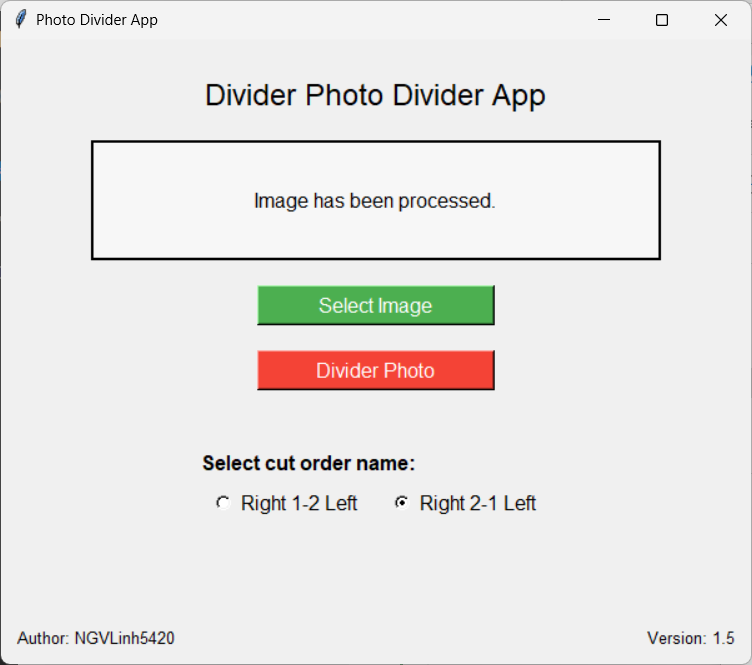 Photo Divider App
Divider Photo Divider App
Image has been processed.
Select Image
Divider Photo
Select cut order name:
Right 1-2 Left Right 2-1 Left
Author: NGVLinh5420 Version: 1.5